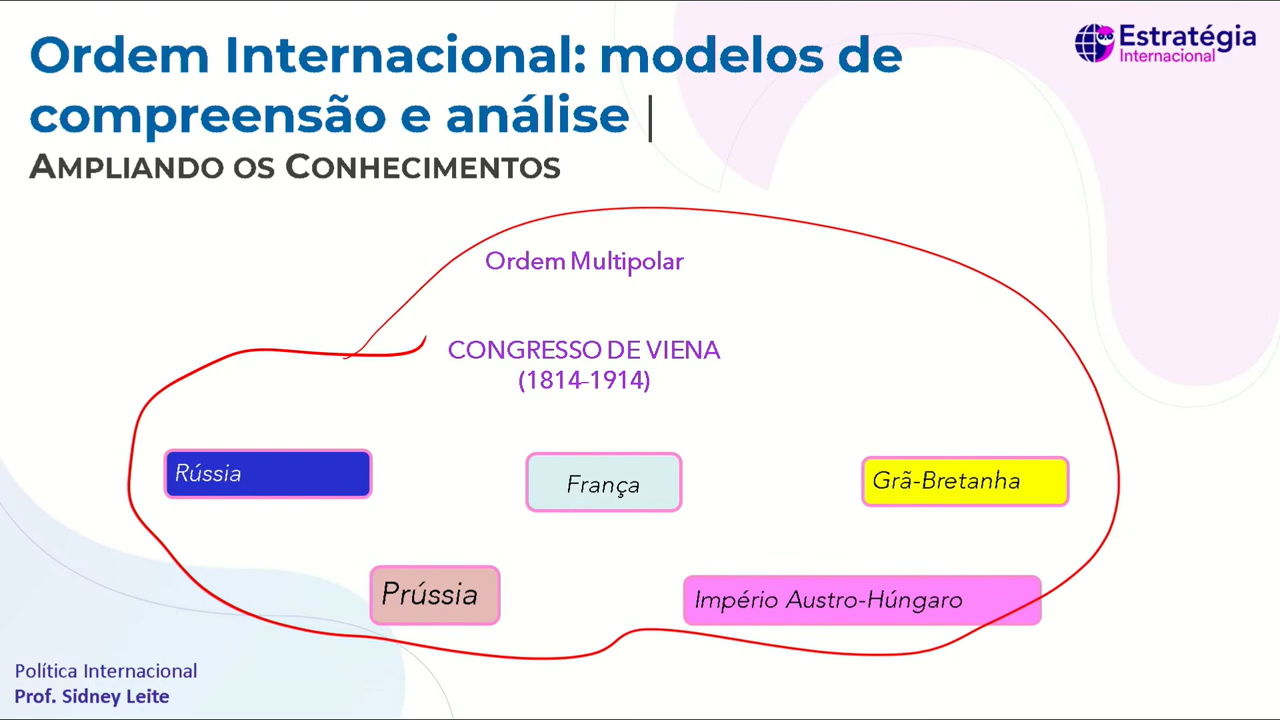 Ordem Internacional: modelos de
compreensão e análise |
AMPLIANDO OS CONHECIMENTOS
Estratégia
Internacional
Ordem Multipolar
CONGRESSO DE VIENA
(1814-1914)
Rússia
França
Grã-Bretanha
Prússia
Império Austro-Húngaro
Política Internacional
Prof. Sidney Leite